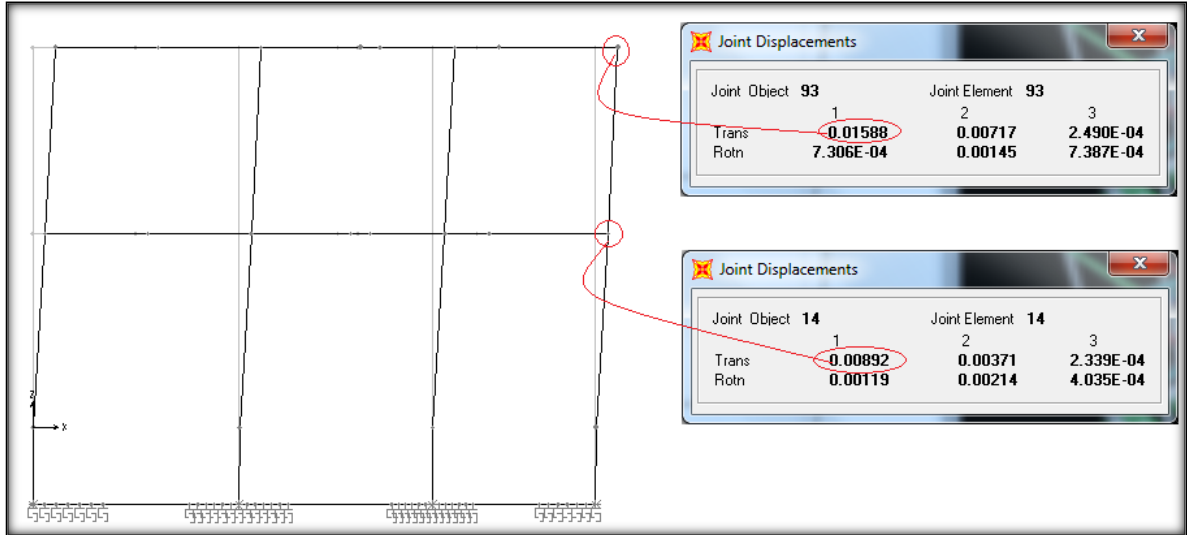 Joint Displacements
Joint Object 93 Joint Element 93
1 2 3
Trans 0.01588 0.00717 2.490E-04
Rotn 7.306E-04 0.00145 7.387E-04
Joint Displacements
Joint Object 14 Joint Element 14
1 2 3
Trans 0.00892 0.00371 2.339E-04
Rotn 0.00119 0.00214 4.035E-04
z
x